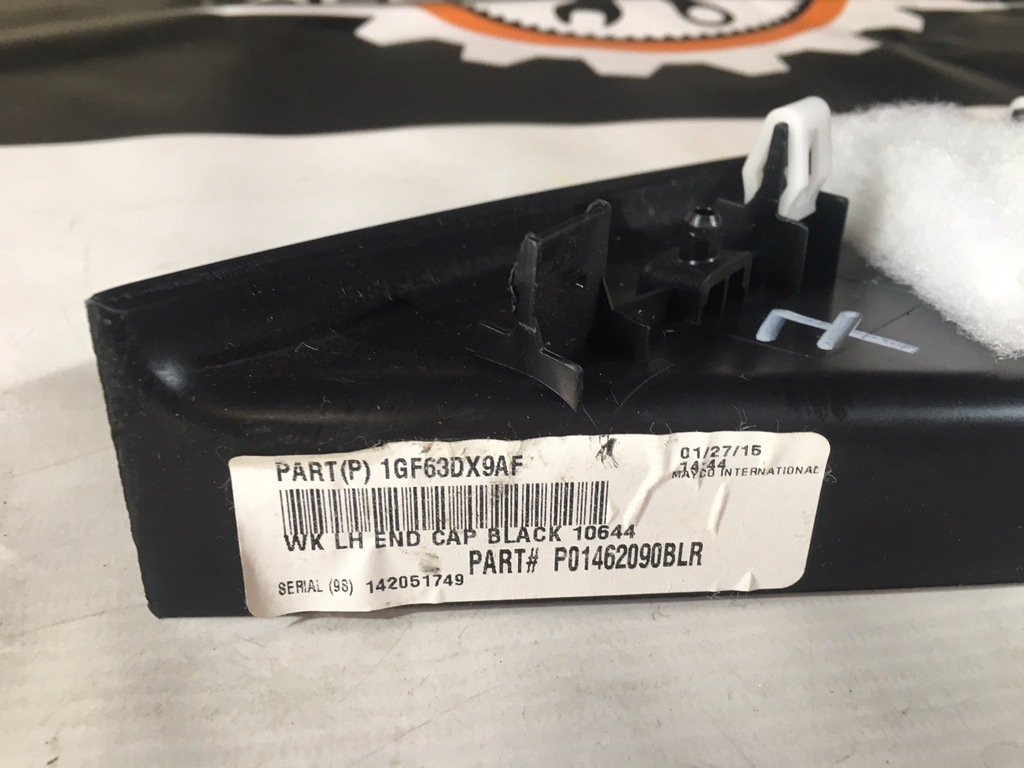 PART(P) 1GF63DX9AF
01/27/15
14:44
MAYCO INTERNATIONAL
WK LH END CAP BLACK 10644
PART# P01462090BLR
SERIAL (9S) 142051749